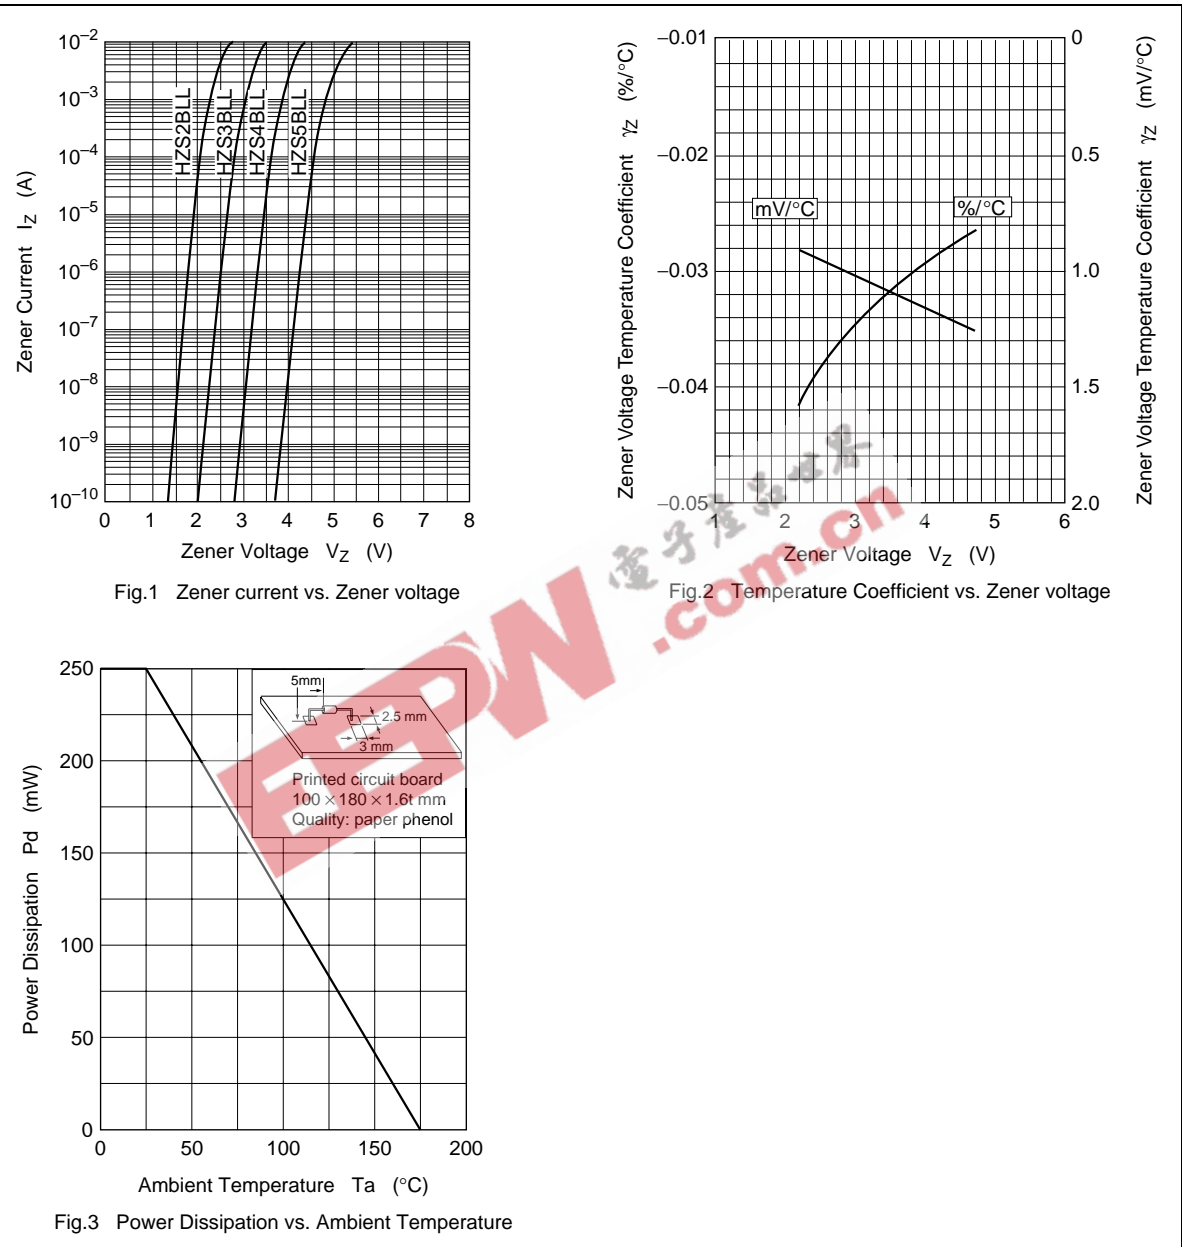 10−2
10−3
10−4
10−5
10−6
10−7
10−8
10−9
10−10
Zener Current IZ (A)
HZS2BLL
HZS3BLL
HZS4BLL
HZS5BLL
0 1 2 3 4 5 6 7 8
Zener Voltage VZ (V)
Fig.1 Zener current vs. Zener voltage
−0.01
−0.02
−0.03
−0.04
−0.05
Zener Voltage Temperature Coefficient γZ (%/°C)
mV/°C
%/°C
0
0.5
1.0
1.5
2.0
Zener Voltage Temperature Coefficient γZ (mV/°C)
1 2 3 4 5 6
Zener Voltage VZ (V)
Fig.2 Temperature Coefficient vs. Zener voltage
電子產品世界
EEPW.com.cn
250
200
150
100
50
0
Power Dissipation Pd (mW)
5mm
2.5 mm
3 mm
Printed circuit board
100 × 180 × 1.6t mm
Quality: paper phenol
0 50 100 150 200
Ambient Temperature Ta (°C)
Fig.3 Power Dissipation vs. Ambient Temperature